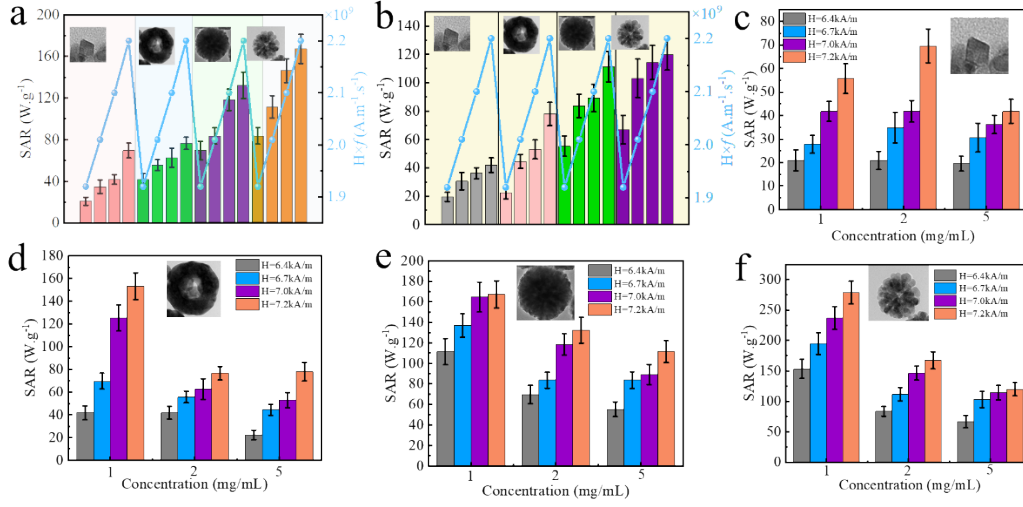 a
SAR (W.g-1)
200
160
120
80
40
0
×10⁹
2.2
2.1
2.0
1.9
H×f(A.m-1.s-1)
b
SAR (W.g-1)
140
120
100
80
60
40
20
0
×10⁹
2.2
2.1
2.0
1.9
H×f(A.m-1.s-1)
c
SAR (W.g-1)
80
70
60
50
40
30
20
10
0
H=6.4kA/m
H=6.7kA/m
H=7.0kA/m
H=7.2kA/m
1 2 5
Concentration (mg/mL)
d
SAR (W.g-1)
180
160
140
120
100
80
60
40
20
0
H=6.4kA/m
H=6.7kA/m
H=7.0kA/m
H=7.2kA/m
1 2 5
Concentration (mg/mL)
e
SAR (W.g-1)
200
180
160
140
120
100
80
60
40
20
0
H=6.4kA/m
H=6.7kA/m
H=7.0kA/m
H=7.2kA/m
1 2 5
Concentration (mg/mL)
f
SAR (W.g-1)
300
250
200
150
100
50
0
H=6.4kA/m
H=6.7kA/m
H=7.0kA/m
H=7.2kA/m
1 2 5
Concentration (mg/mL)